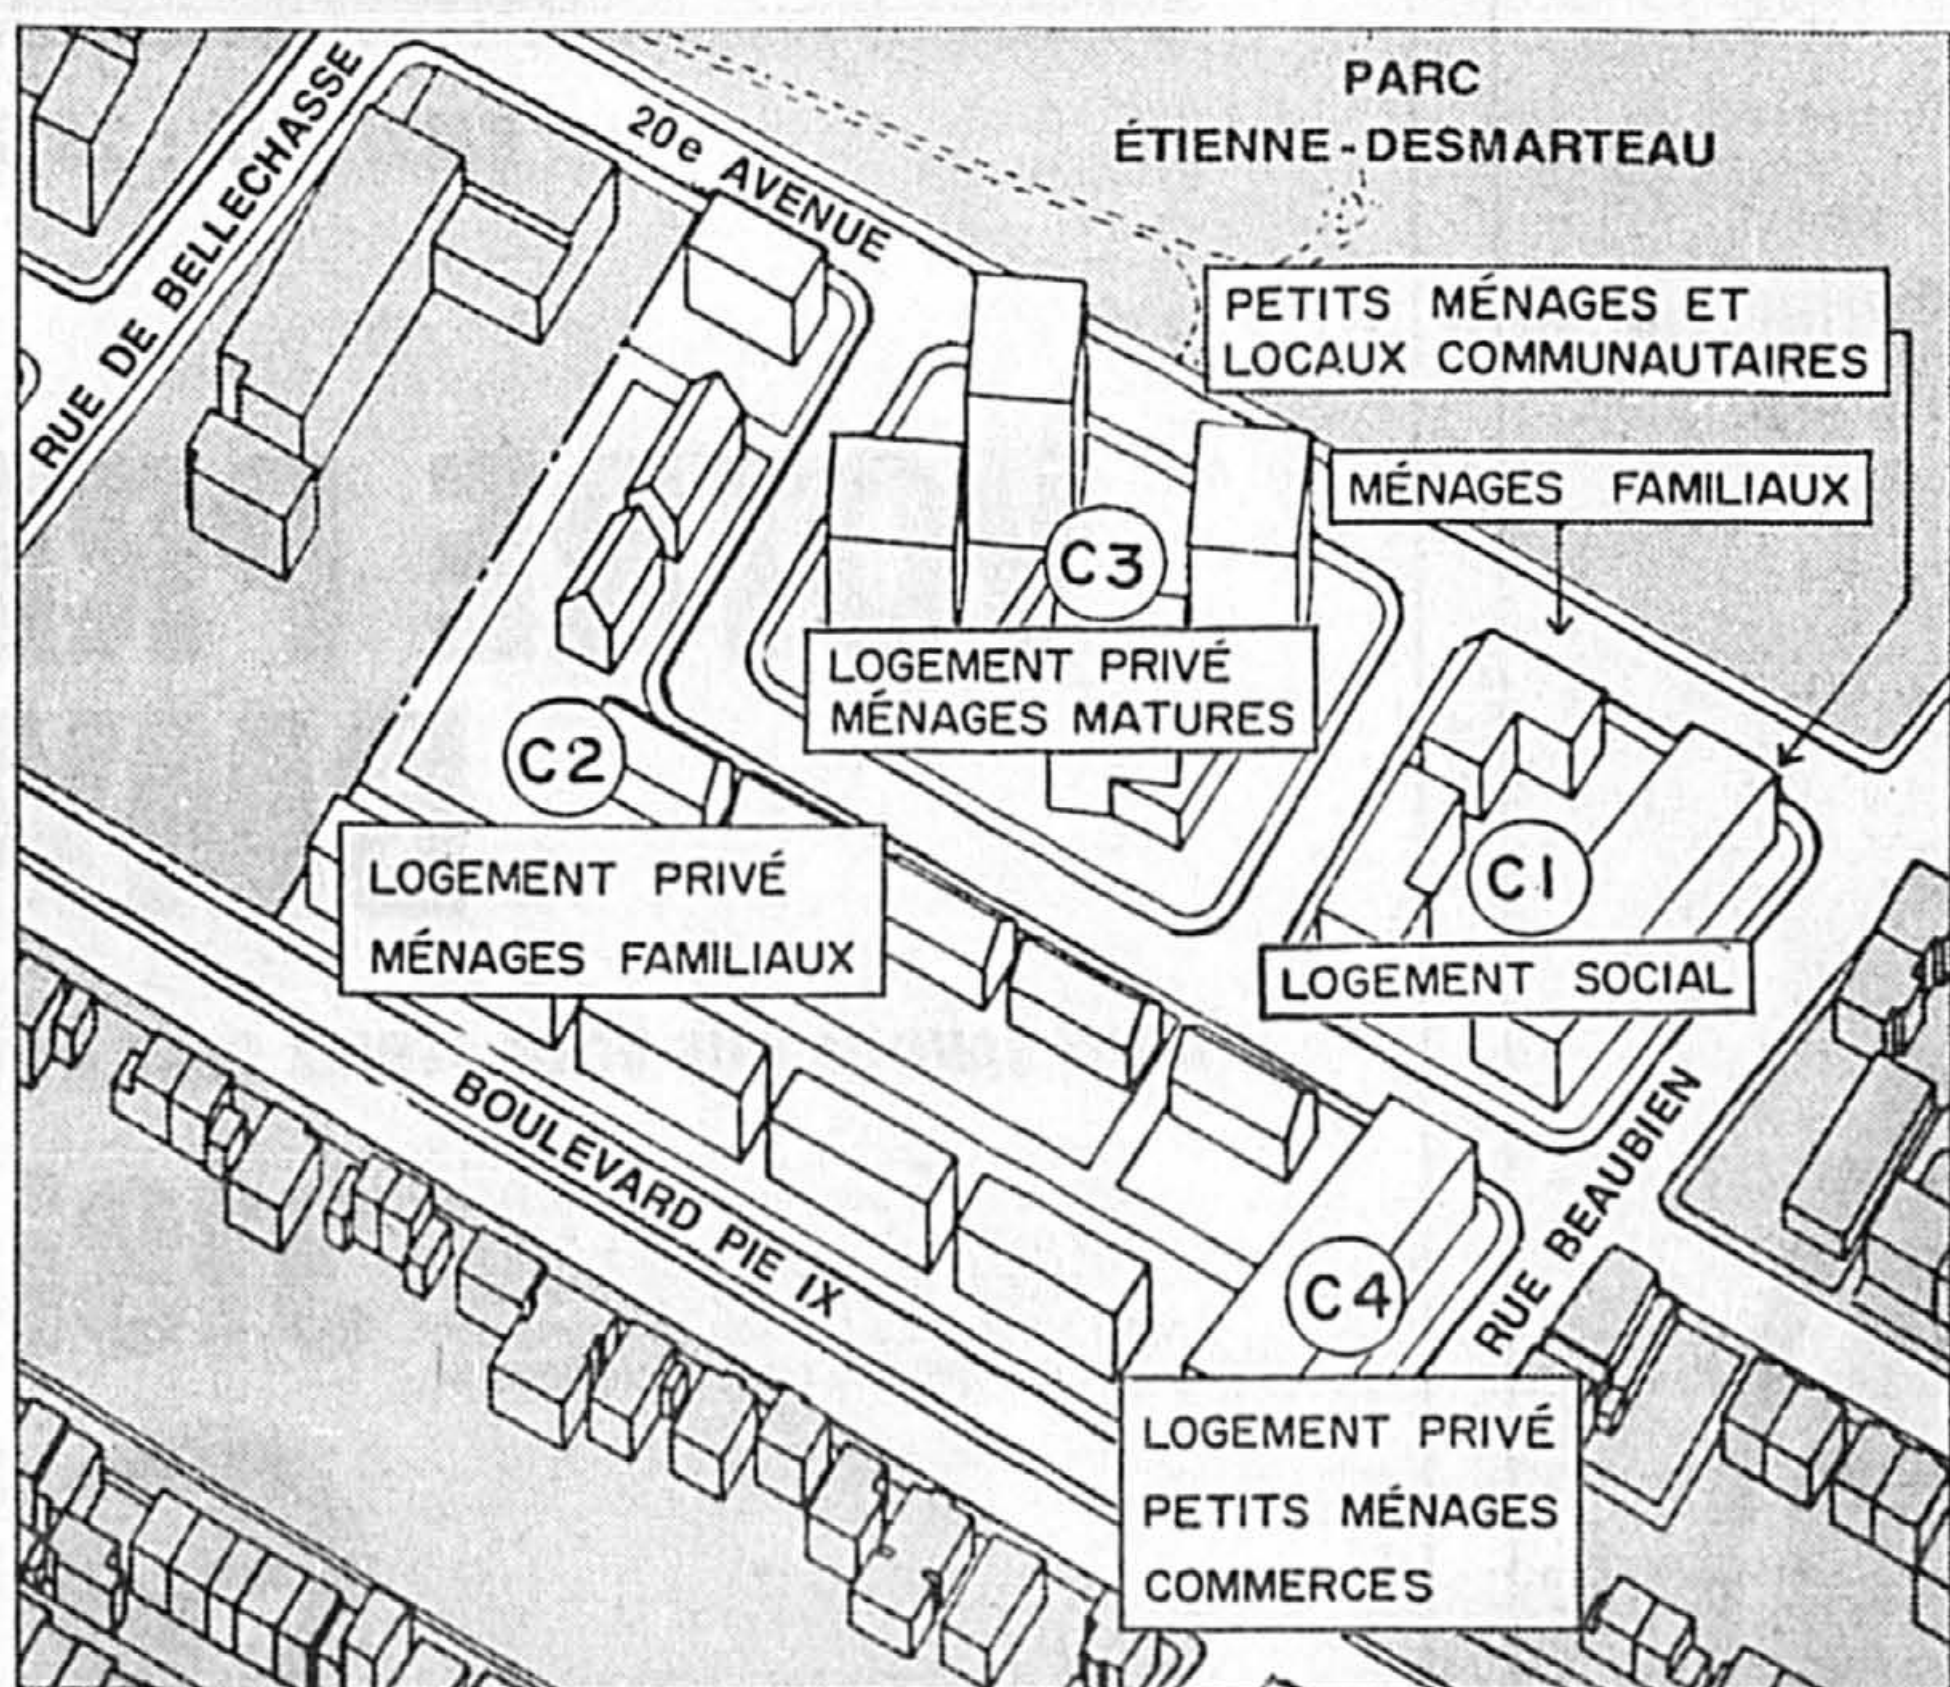 PARC
ÉTIENNE-DESMARTEAU
20e AVENUE
RUE DE BELLECHASSE
PETITS MÉNAGES ET
LOCAUX COMMUNAUTAIRES
MÉNAGES FAMILIAUX
C3
LOGEMENT PRIVÉ
MÉNAGES MATURES
C2
LOGEMENT PRIVÉ
MÉNAGES FAMILIAUX
C1
LOGEMENT SOCIAL
BOULEVARD PIE IX
RUE BEAUBIEN
C4
LOGEMENT PRIVÉ
PETITS MÉNAGES
COMMERCES